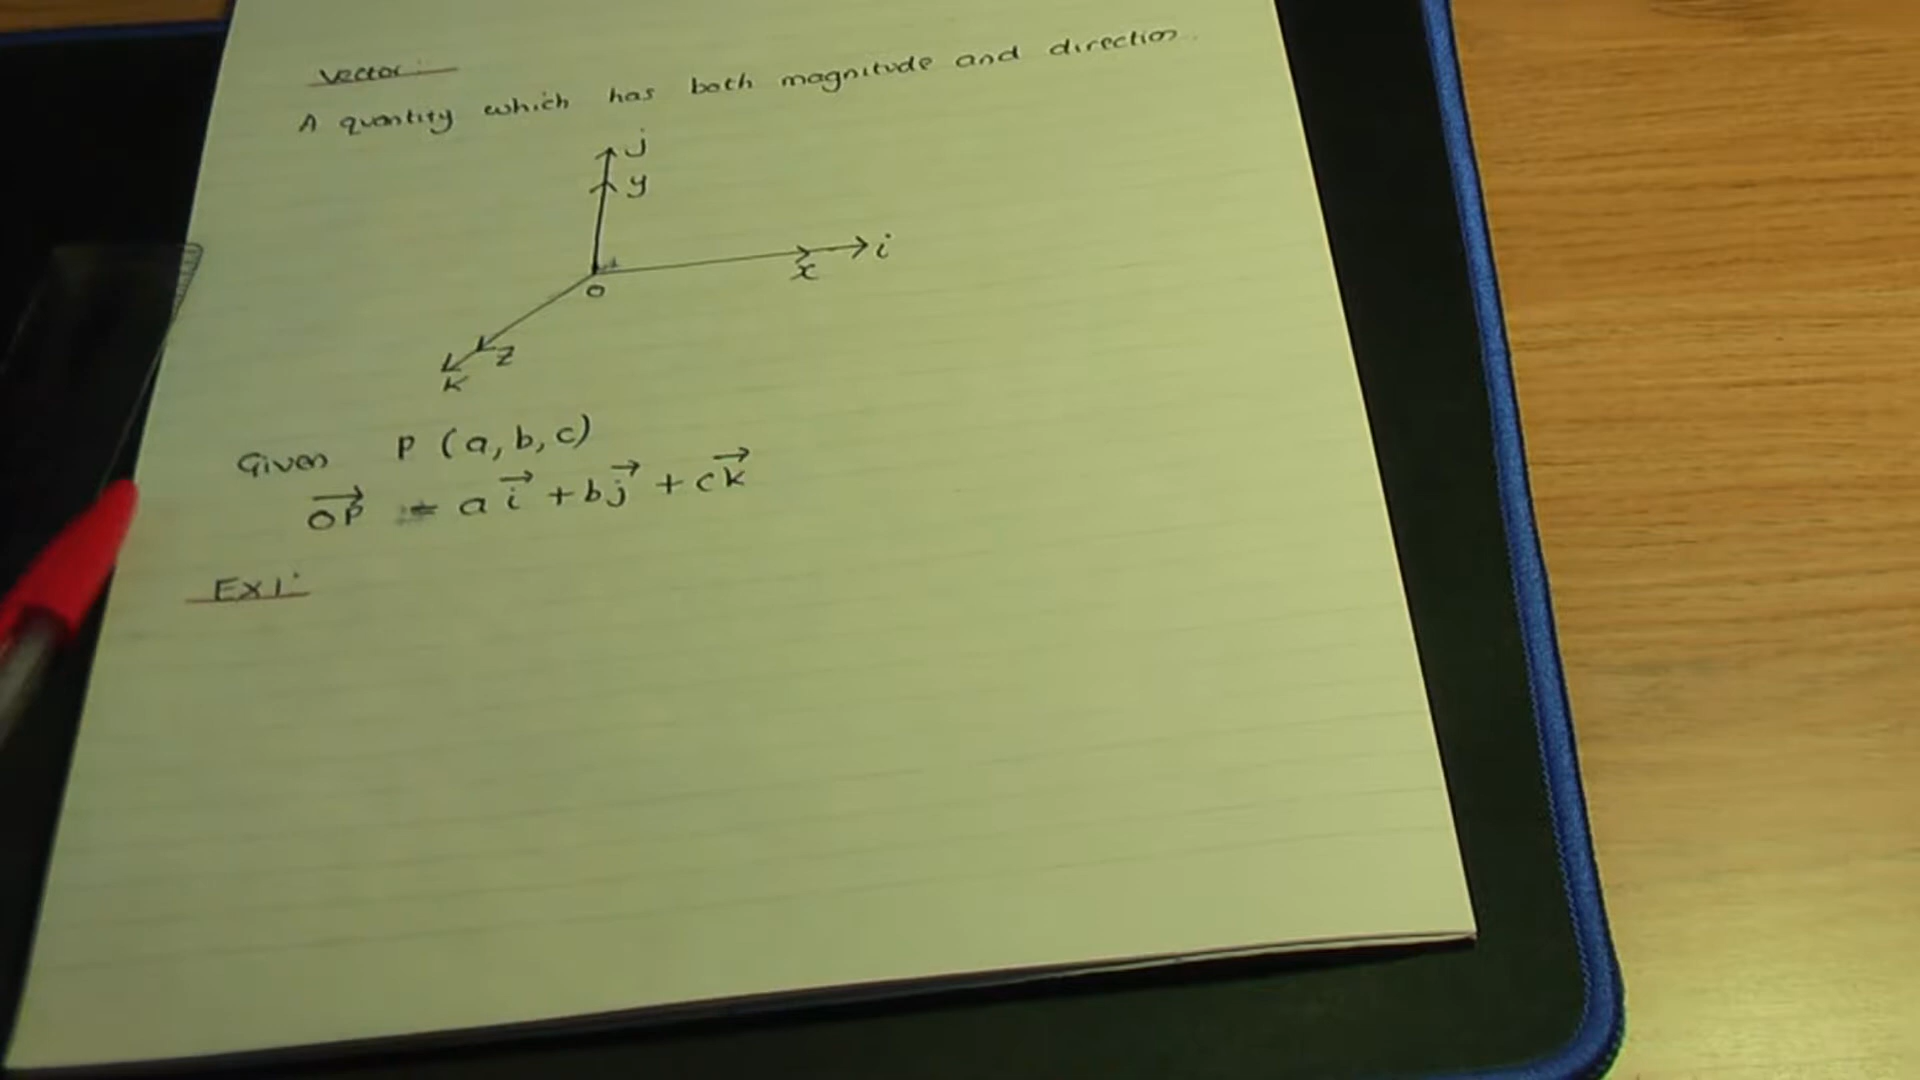 Vector:
A quantity which has both magnitude and direction.
j
y
i
x
o
z
k
Given P (a, b, c)
→OP = a→i + b→j + c→k
Ex1: